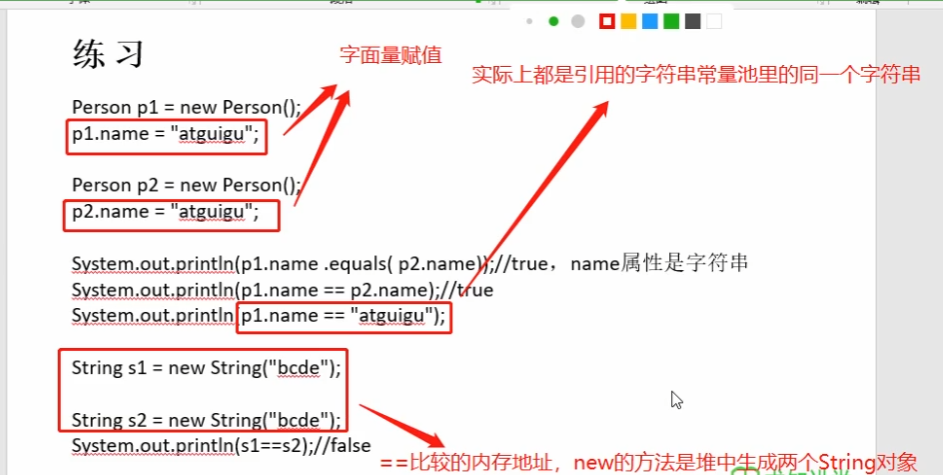 练 习
字面量赋值
实际上都是引用的字符串常量池里的同一个字符串
Person p1 = new Person();
p1.name = "atguigu";
Person p2 = new Person();
p2.name = "atguigu";
System.out.println(p1.name .equals( p2.name));//true，name属性是字符串
System.out.println(p1.name == p2.name);//true
System.out.println(p1.name == "atguigu");
String s1 = new String("bcde");
String s2 = new String("bcde");
System.out.println(s1==s2);//false
==比较的内存地址，new的方法是堆中生成两个String对象